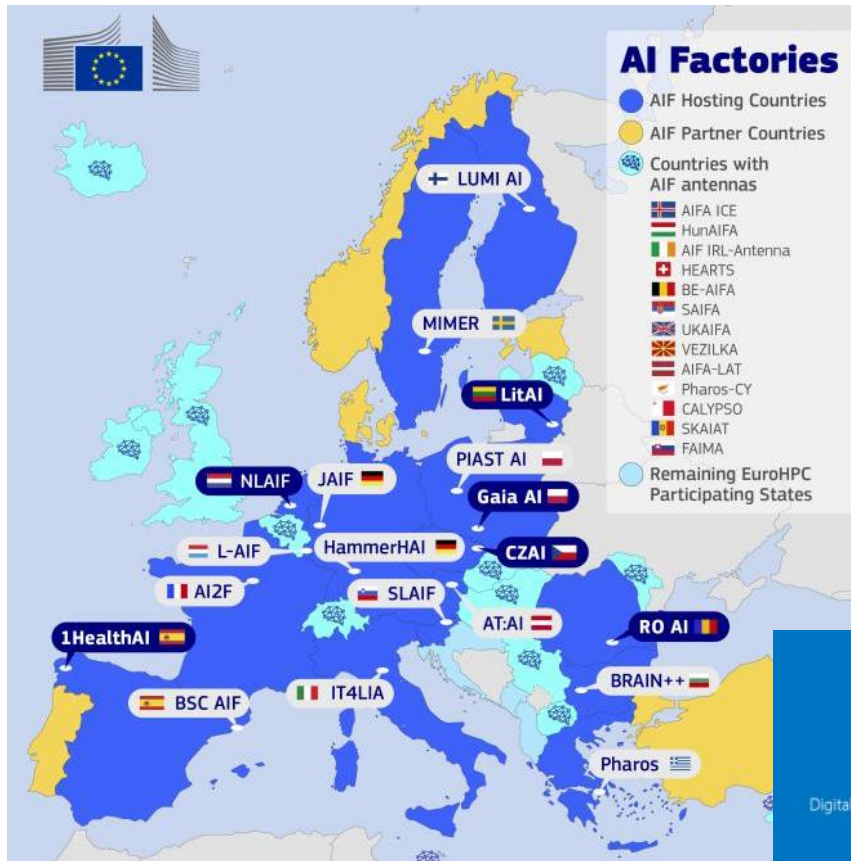 AI Factories
AIF Hosting Countries
AIF Partner Countries
Countries with
AIF antennas
AIFA ICE
HunAIFA
AIF IRL-Antenna
HEARTS
BE-AIFA
SAIFA
UKAIFA
VEZILKA
AIFA-LAT
Pharos-CY
CALYPSO
SKAIAT
FAIMA
Remaining EuroHPC
Participating States
LUMI AI
MIMER
LitAI
PIAST AI
NLAIF
JAIF
Gaia AI
L-AIF
HammerHAI
CZAI
AI2F
SLAIF
AT:AI
1HealthAI
RO AI
BSC AIF
IT4LIA
BRAIN++
Pharos
Digital